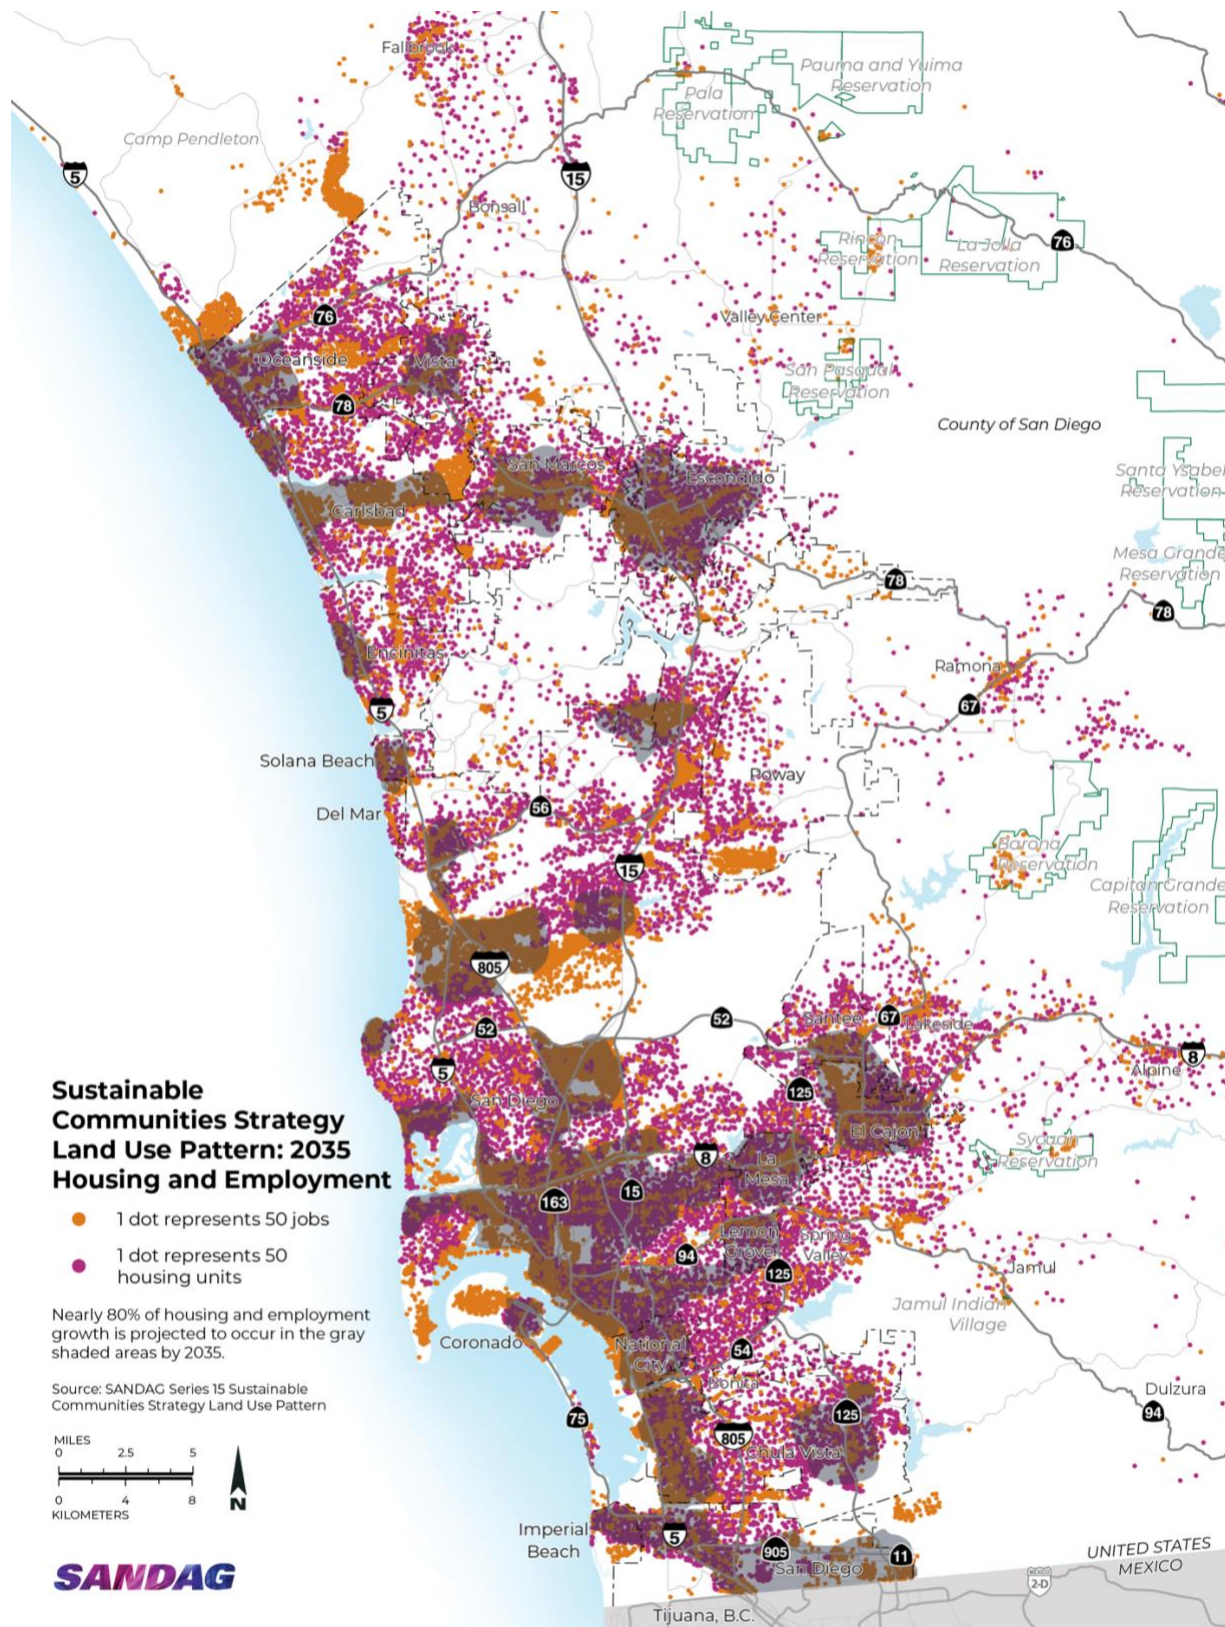 Fallbrook
Pauma and Yuima
Reservation
Pala
Reservation
Camp Pendleton
5
15
Bonsall
Rincon
Reservation
La Jolla
Reservation
76
76
Valley Center
Oceanside
Vista
San Pasqual
Reservation
78
County of San Diego
San Marcos
Escondido
Santa Ysabel
Reservation
Carlsbad
Mesa Grande
Reservation
78
78
Encinitas
Ramona
67
5
Solana Beach
Poway
Del Mar
56
15
Barona
Reservation
Capitan Grande
Reservation
805
52
52
Santee
67
Lakeside
5
8
Alpine
125
San Diego
El Cajon
Sycuan
Reservation
8
La
Mesa
163
15
Lemon
Grove
Spring
Valley
94
125
Jamul
Jamul Indian
Village
Coronado
National
City
54
Bonita
Dulzura
94
75
125
805
Chula Vista
Imperial
Beach
5
905
11
San Diego
UNITED STATES
MEXICO
MEXICO
2-D
Tijuana, B.C.
Sustainable
Communities Strategy
Land Use Pattern: 2035
Housing and Employment
1 dot represents 50 jobs
1 dot represents 50
housing units
Nearly 80% of housing and employment
growth is projected to occur in the gray
shaded areas by 2035.
Source: SANDAG Series 15 Sustainable
Communities Strategy Land Use Pattern
MILES
0 2.5 5
0 4 8
KILOMETERS
N
SANDAG